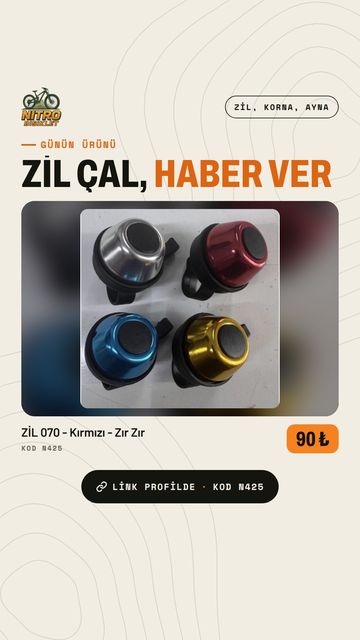 NITRO
BISIKLET
ZİL, KORNA, AYNA
GÜNÜN ÜRÜNÜ
ZİL ÇAL, HABER VER
ZİL 070 - Kırmızı - Zır Zır
KOD N425
90 ₺
LİNK PROFİLDE · KOD N425